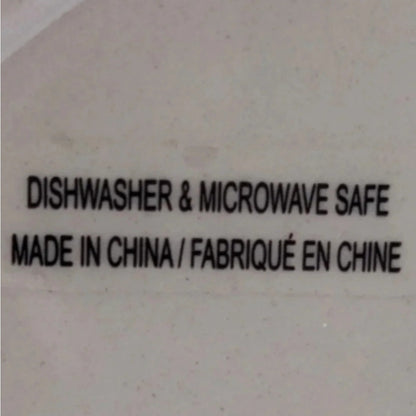 DISHWASHER & MICROWAVE SAFE
MADE IN CHINA / FABRIQUÉ EN CHINE